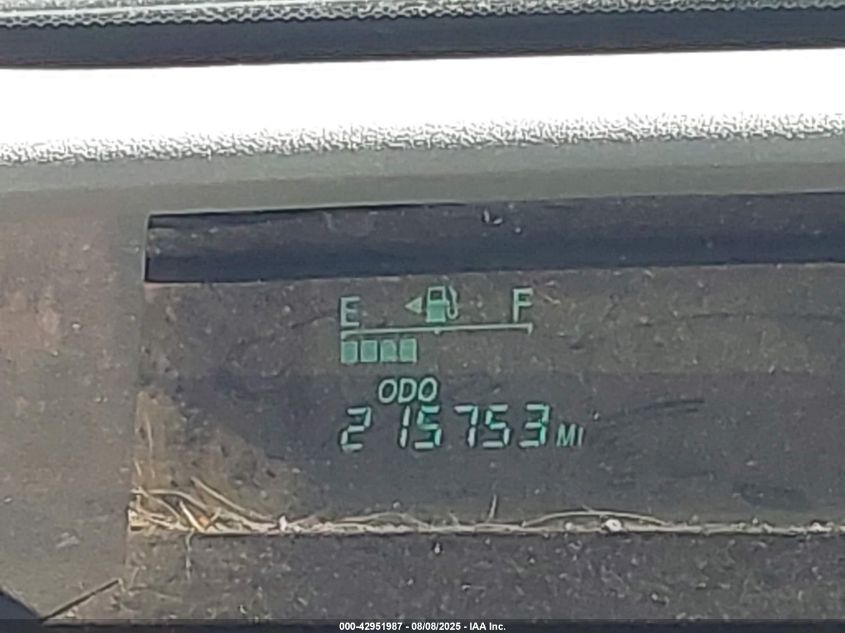 E F
ODO
215753 MI
000-42951987 - 08/08/2025 - IAA Inc.